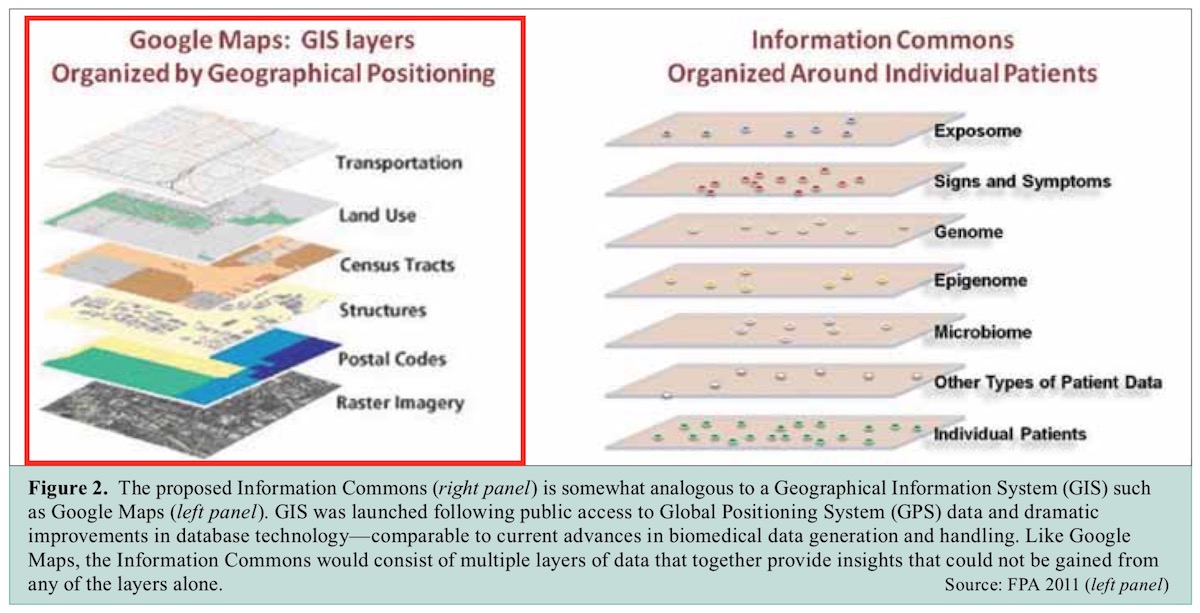 Google Maps: GIS layers
Organized by Geographical Positioning
Transportation
Land Use
Census Tracts
Structures
Postal Codes
Raster Imagery
Information Commons
Organized Around Individual Patients
Exposome
Signs and Symptoms
Genome
Epigenome
Microbiome
Other Types of Patient Data
Individual Patients
Figure 2. The proposed Information Commons (right panel) is somewhat analogous to a Geographical Information System (GIS) such
as Google Maps (left panel). GIS was launched following public access to Global Positioning System (GPS) data and dramatic
improvements in database technology—comparable to current advances in biomedical data generation and handling. Like Google
Maps, the Information Commons would consist of multiple layers of data that together provide insights that could not be gained from
any of the layers alone.
Source: FPA 2011 (left panel)